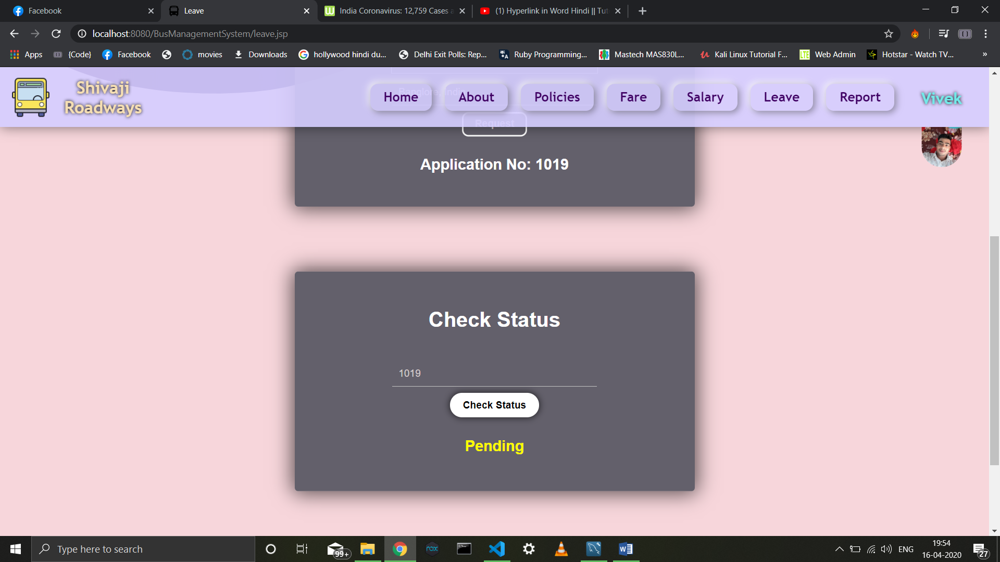 Facebook
Leave
India Coronavirus: 12,759 Cases a
(1) Hyperlink in Word Hindi || Tut
localhost:8080/BusManagementSystem/leave.jsp
Apps
{Code}
Facebook
movies
Downloads
hollywood hindi du...
Delhi Exit Polls: Rep...
Ruby Programming...
Mastech MAS830L...
Kali Linux Tutorial F...
LTE
Web Admin
Hotstar - Watch TV...
»
Shivaji
Roadways
Home
About
Policies
Fare
Salary
Leave
Report
Vivek
Banglore, India
Request
Application No: 1019
Check Status
1019
Check Status
Pending
Type here to search
99+
nox
ENG
19:54
16-04-2020
27